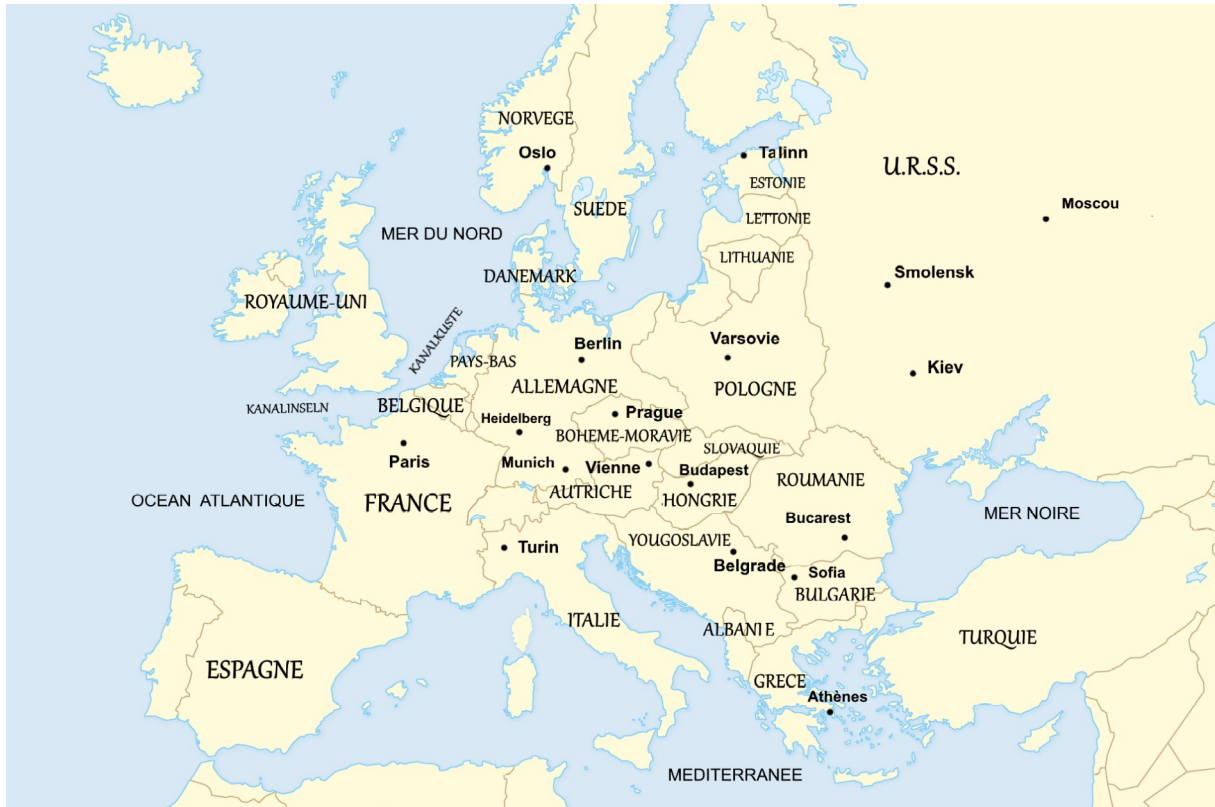 NORVEGE
Oslo
Talinn
U.R.S.S.
ESTONIE
Moscou
SUEDE
LETTONIE
MER DU NORD
LITHUANIE
DANEMARK
Smolensk
ROYAUME-UNI
KANALKUSTE
Berlin
Varsovie
PAYS-BAS
Kiev
ALLEMAGNE
POLOGNE
KANALINSELN
BELGIQUE
Heidelberg
Prague
BOHEME-MORAVIE
SLOVAQUIE
Paris
Munich
Vienne
Budapest
ROUMANIE
AUTRICHE
HONGRIE
OCEAN ATLANTIQUE
FRANCE
MER NOIRE
Bucarest
YOUGOSLAVIE
Turin
Belgrade
Sofia
BULGARIE
ITALIE
ALBANIE
TURQUIE
ESPAGNE
GRECE
Athènes
MEDITERRANEE